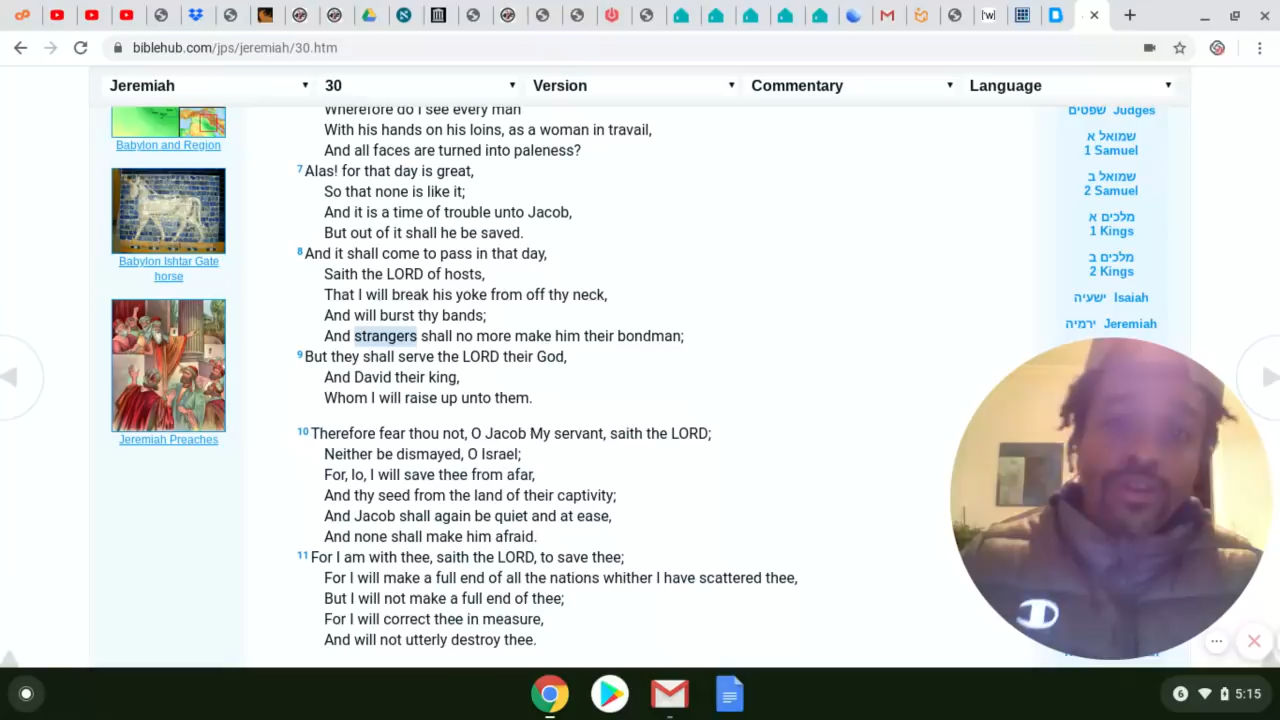 biblehub.com/jps/jeremiah/30.htm
Jeremiah
30
Version
Commentary
Language
Babylon and Region
Babylon Ishtar Gate
horse
Jeremiah Preaches
Wherefore do I see every man
With his hands on his loins, as a woman in travail,
And all faces are turned into paleness?
7 Alas! for that day is great,
So that none is like it;
And it is a time of trouble unto Jacob,
But out of it shall he be saved.
8 And it shall come to pass in that day,
Saith the LORD of hosts,
That I will break his yoke from off thy neck,
And will burst thy bands;
And strangers shall no more make him their bondman;
9 But they shall serve the LORD their God,
And David their king,
Whom I will raise up unto them.
10 Therefore fear thou not, O Jacob My servant, saith the LORD;
Neither be dismayed, O Israel;
For, lo, I will save thee from afar,
And thy seed from the land of their captivity;
And Jacob shall again be quiet and at ease,
And none shall make him afraid.
11 For I am with thee, saith the LORD, to save thee;
For I will make a full end of all the nations whither I have scattered thee,
But I will not make a full end of thee;
For I will correct thee in measure,
And will not utterly destroy thee.
שפטים Judges
שמואל א
1 Samuel
שמואל ב
2 Samuel
מלכים א
1 Kings
מלכים ב
2 Kings
ישעיה Isaiah
ירמיה Jeremiah
6
5:15